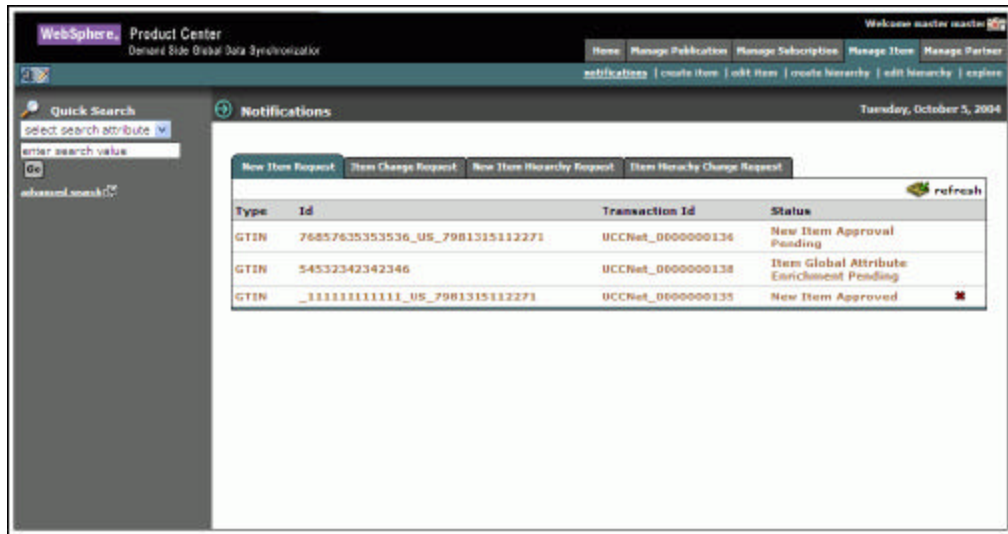 WebSphere. Product Center
Demand Side Global Data Synchronization
Welcome master master
Home Manage Publication Manage Subscription Manage Item Manage Partner
notifications | create item | edit item | create hierarchy | edit hierarchy | explore
Quick Search
select search attribute
enter search value
Go
advanced search
Notifications
Tuesday, October 5, 2004
New Item Request Item Change Request New Item Hierarchy Request Item Hierachy Change Request
refresh
Type Id Transaction Id Status
GTIN 76857635353536_US_7981315112271 UCCNet_0000000136 New Item Approval
Pending
GTIN 54532342342346 UCCNet_0000000138 Item Global Attribute
Enrichment Pending
GTIN _111111111111_US_7981315112271 UCCNet_0000000135 New Item Approved